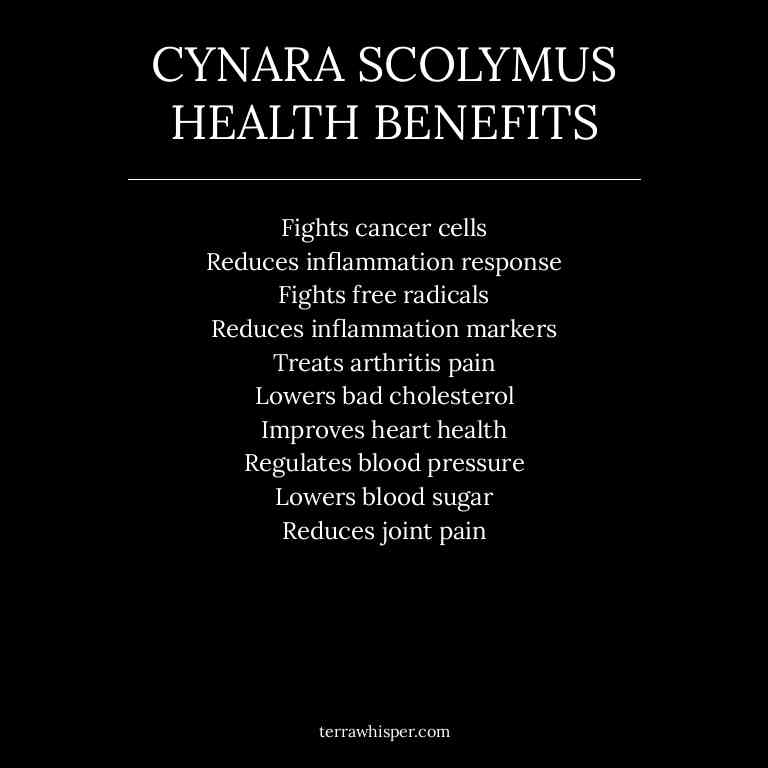 CYNARA SCOLYMUS
HEALTH BENEFITS
Fights cancer cells
Reduces inflammation response
Fights free radicals
Reduces inflammation markers
Treats arthritis pain
Lowers bad cholesterol
Improves heart health
Regulates blood pressure
Lowers blood sugar
Reduces joint pain
terrawhisper.com